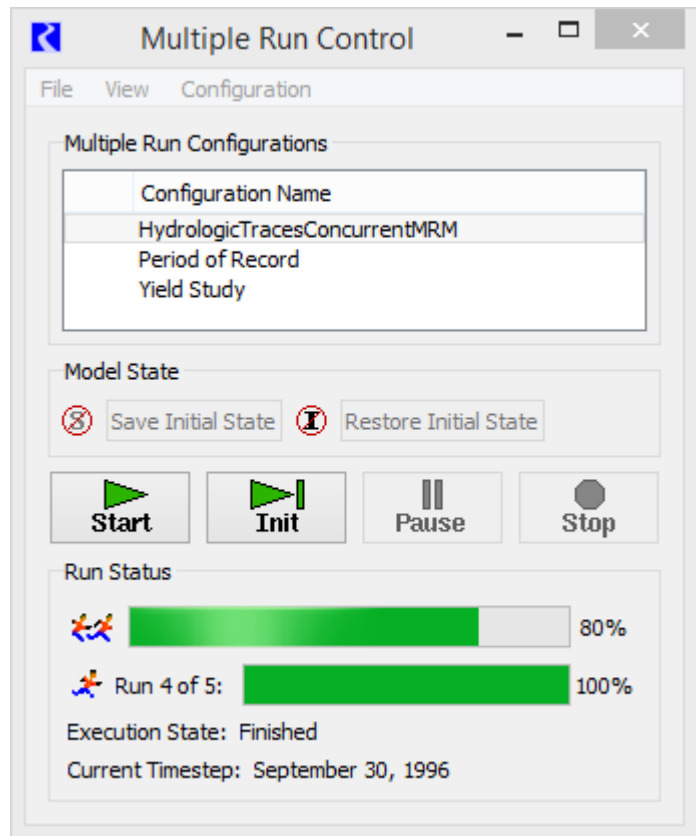 Multiple Run Control
File View Configuration
Multiple Run Configurations
Configuration Name
HydrologicTracesConcurrentMRM
Period of Record
Yield Study
Model State
S Save Initial State I Restore Initial State
Start Init Pause Stop
Run Status
80%
Run 4 of 5: 100%
Execution State: Finished
Current Timestep: September 30, 1996